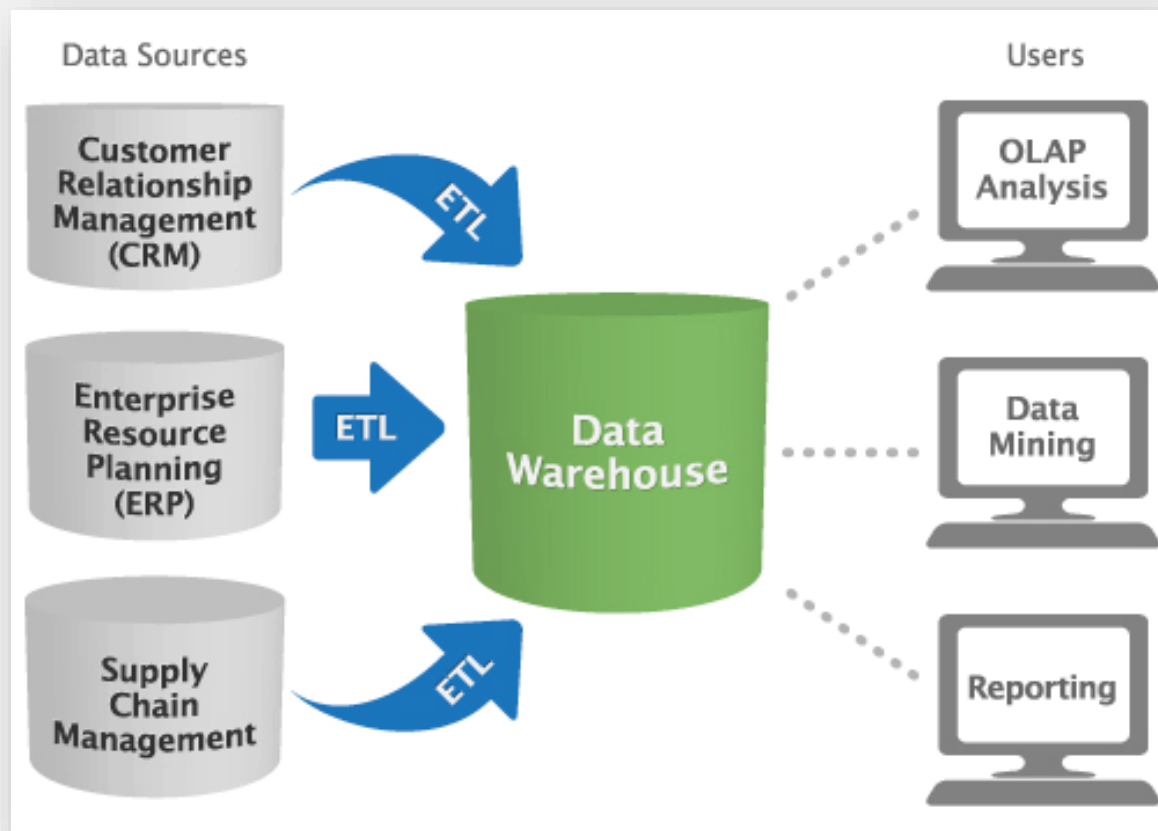 Data Sources
Users
Customer
Relationship
Management
(CRM)
ETL
OLAP
Analysis
Enterprise
Resource
Planning
(ERP)
ETL
Data
Warehouse
Data
Mining
Supply
Chain
Management
ETL
Reporting